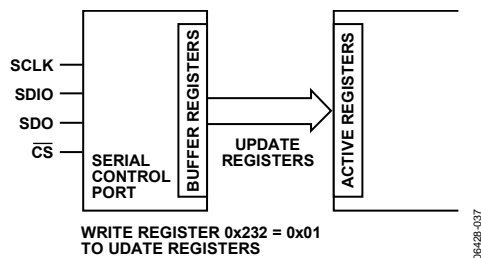 SCLK
SDIO
SDO
CS
SERIAL
CONTROL
PORT
BUFFER REGISTERS
UPDATE
REGISTERS
ACTIVE REGISTERS
WRITE REGISTER 0x232 = 0x01
TO UDATE REGISTERS
06428-037